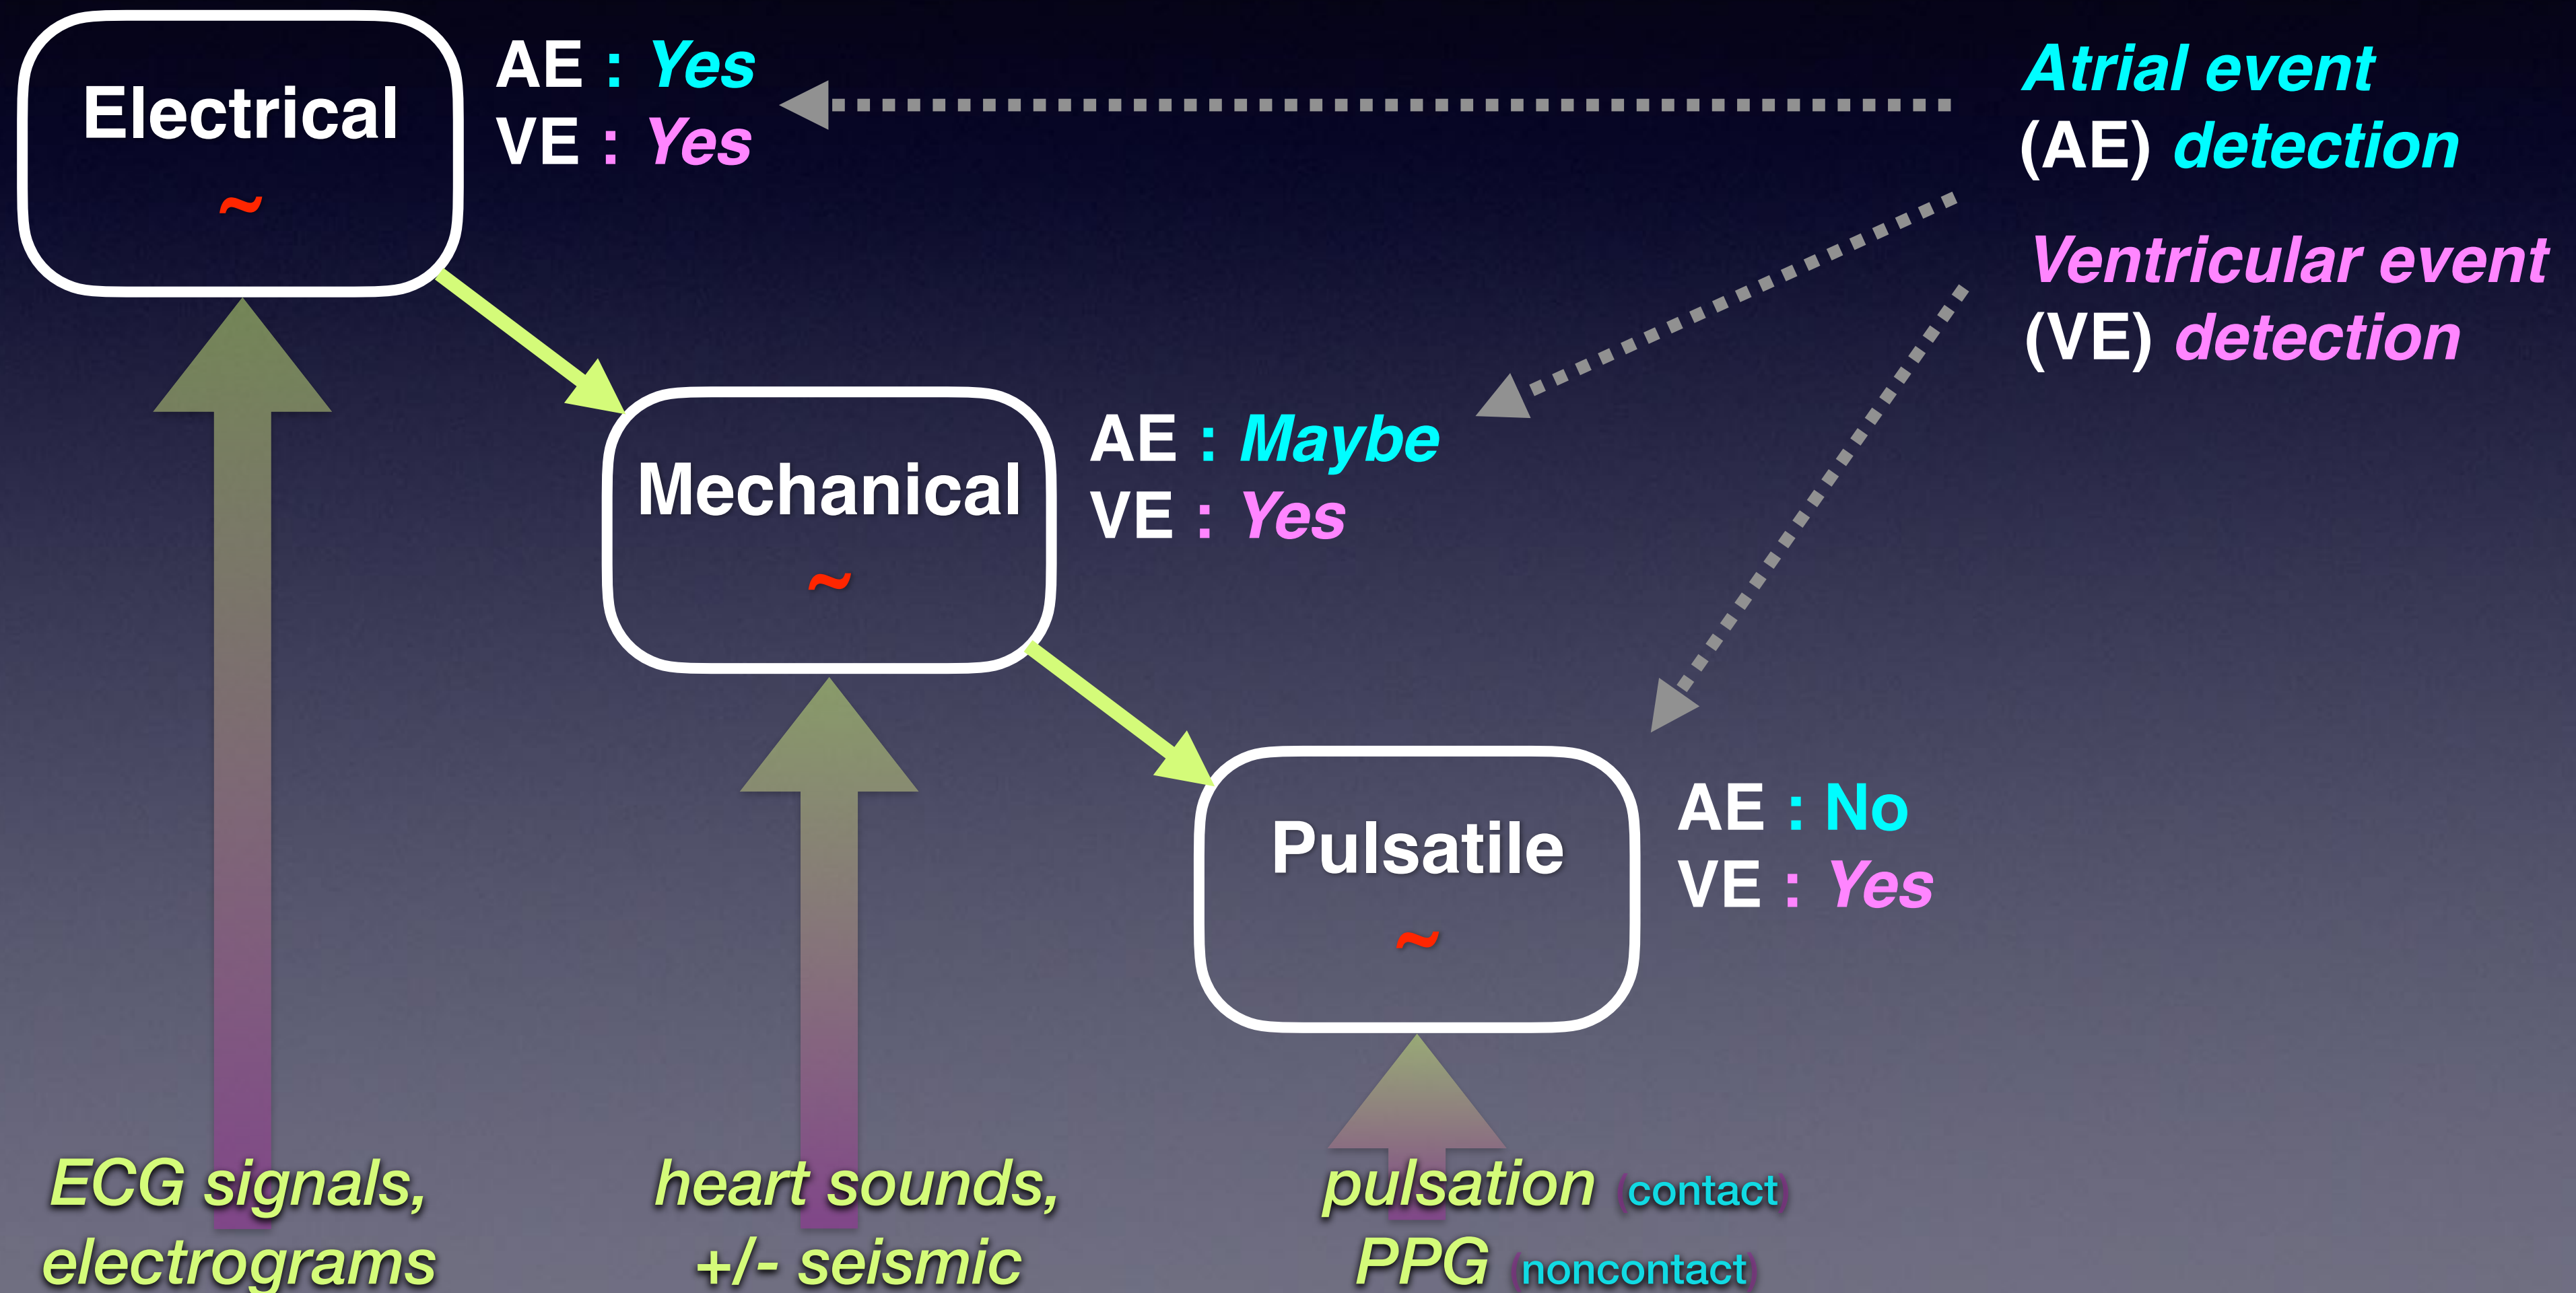 Electrical
~
AE : Yes
VE : Yes
Atrial event
(AE) detection
Ventricular event
(VE) detection
Mechanical
~
AE : Maybe
VE : Yes
Pulsatile
~
AE : No
VE : Yes
ECG signals,
electrograms
heart sounds,
+/- seismic
pulsation (contact)
PPG (noncontact)